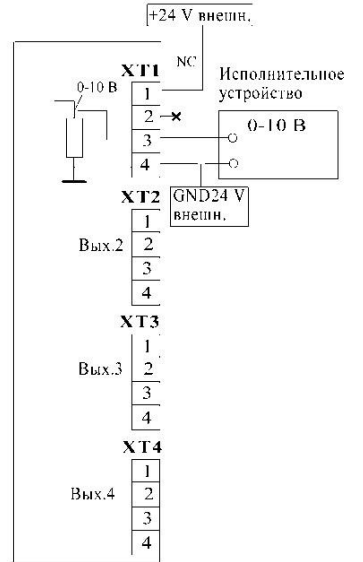 +24 V внешн.
XT1
NC
0-10 В
1
2
3
4
Исполнительное
устройство
0-10 В
GND24 V
внешн.
XT2
Вых.2
1
2
3
4
XT3
Вых.3
1
2
3
4
XT4
Вых.4
1
2
3
4